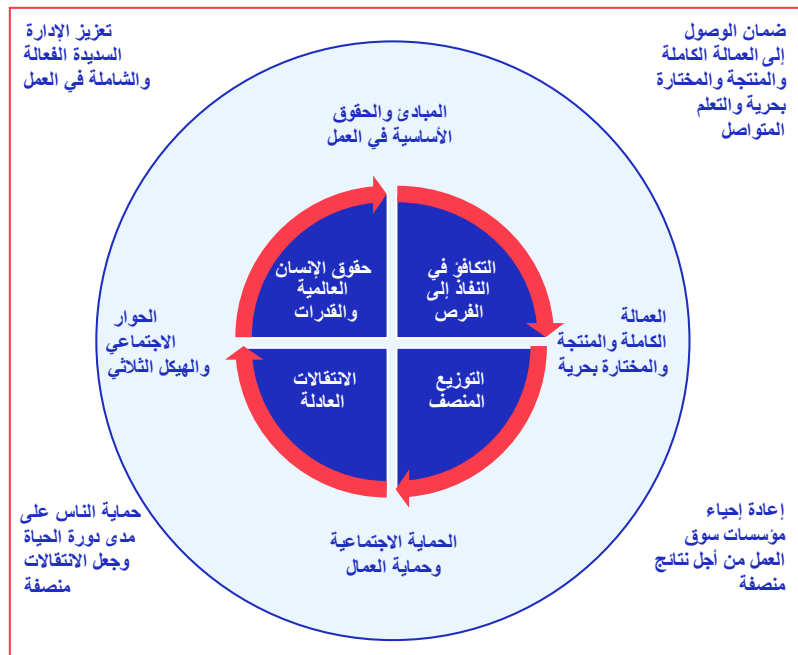 ضمان الوصول
إلى العمالة الكاملة
والمنتجة والمختارة
بحرية والتعلم
المتواصل
تعزيز الإدارة
السديدة الفعالة
والشاملة في العمل
المبادئ والحقوق
الأساسية في العمل
التكافؤ في
النفاذ إلى
الفرص
حقوق الإنسان
العالمية
والقدرات
العمالة
الكاملة والمنتجة
والمختارة بحرية
الحوار
الاجتماعي
والهيكل الثلاثي
التوزيع
المنصف
الانتقالات
العادلة
الحماية الاجتماعية
وحماية العمال
إعادة إحياء
مؤسسات سوق
العمل من أجل نتائج
منصفة
حماية الناس على
مدى دورة الحياة
وجعل الانتقالات
منصفة